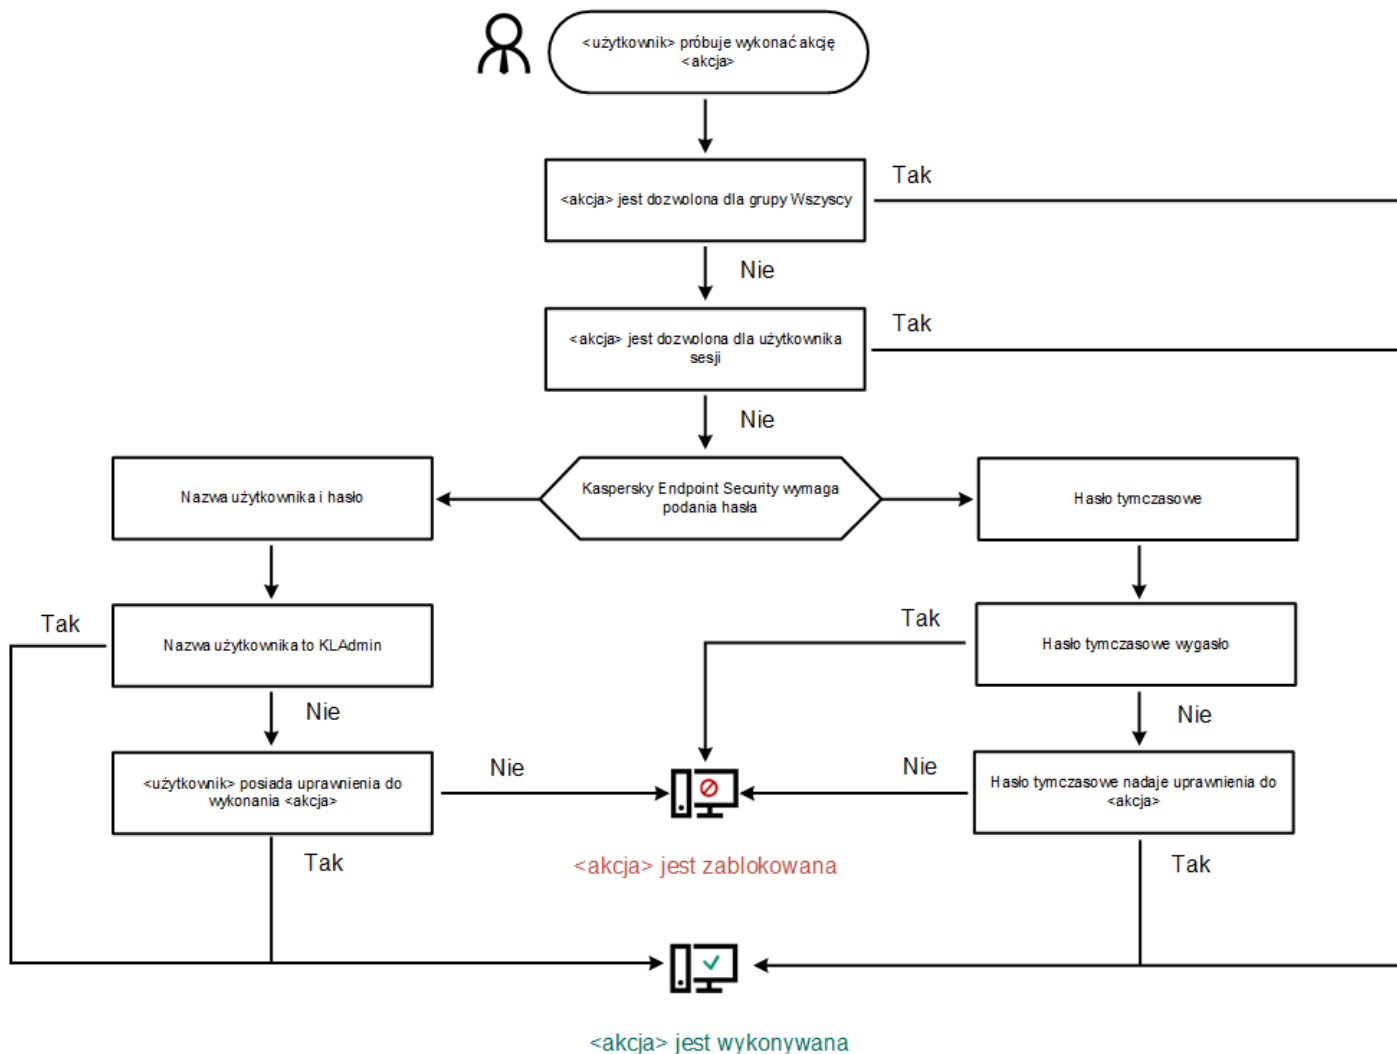 <użytkownik> próbuje wykonać akcję
<akcja>
Tak
<akcja> jest dozwolona dla grupy Wszyscy
Nie
Tak
<akcja> jest dozwolona dla użytkownika
sesji
Nie
Nazwa użytkownika i hasło
Kaspersky Endpoint Security wymaga
podania hasła
Hasło tymczasowe
Tak
Nazwa użytkownika to KLAdmin
Tak
Hasło tymczasowe wygasło
Nie
Nie
<użytkownik> posiada uprawnienia do
wykonania <akcja>
Nie
Nie
Hasło tymczasowe nadaje uprawnienia do
<akcja>
Tak
<akcja> jest zablokowana
Tak
<akcja> jest wykonywana